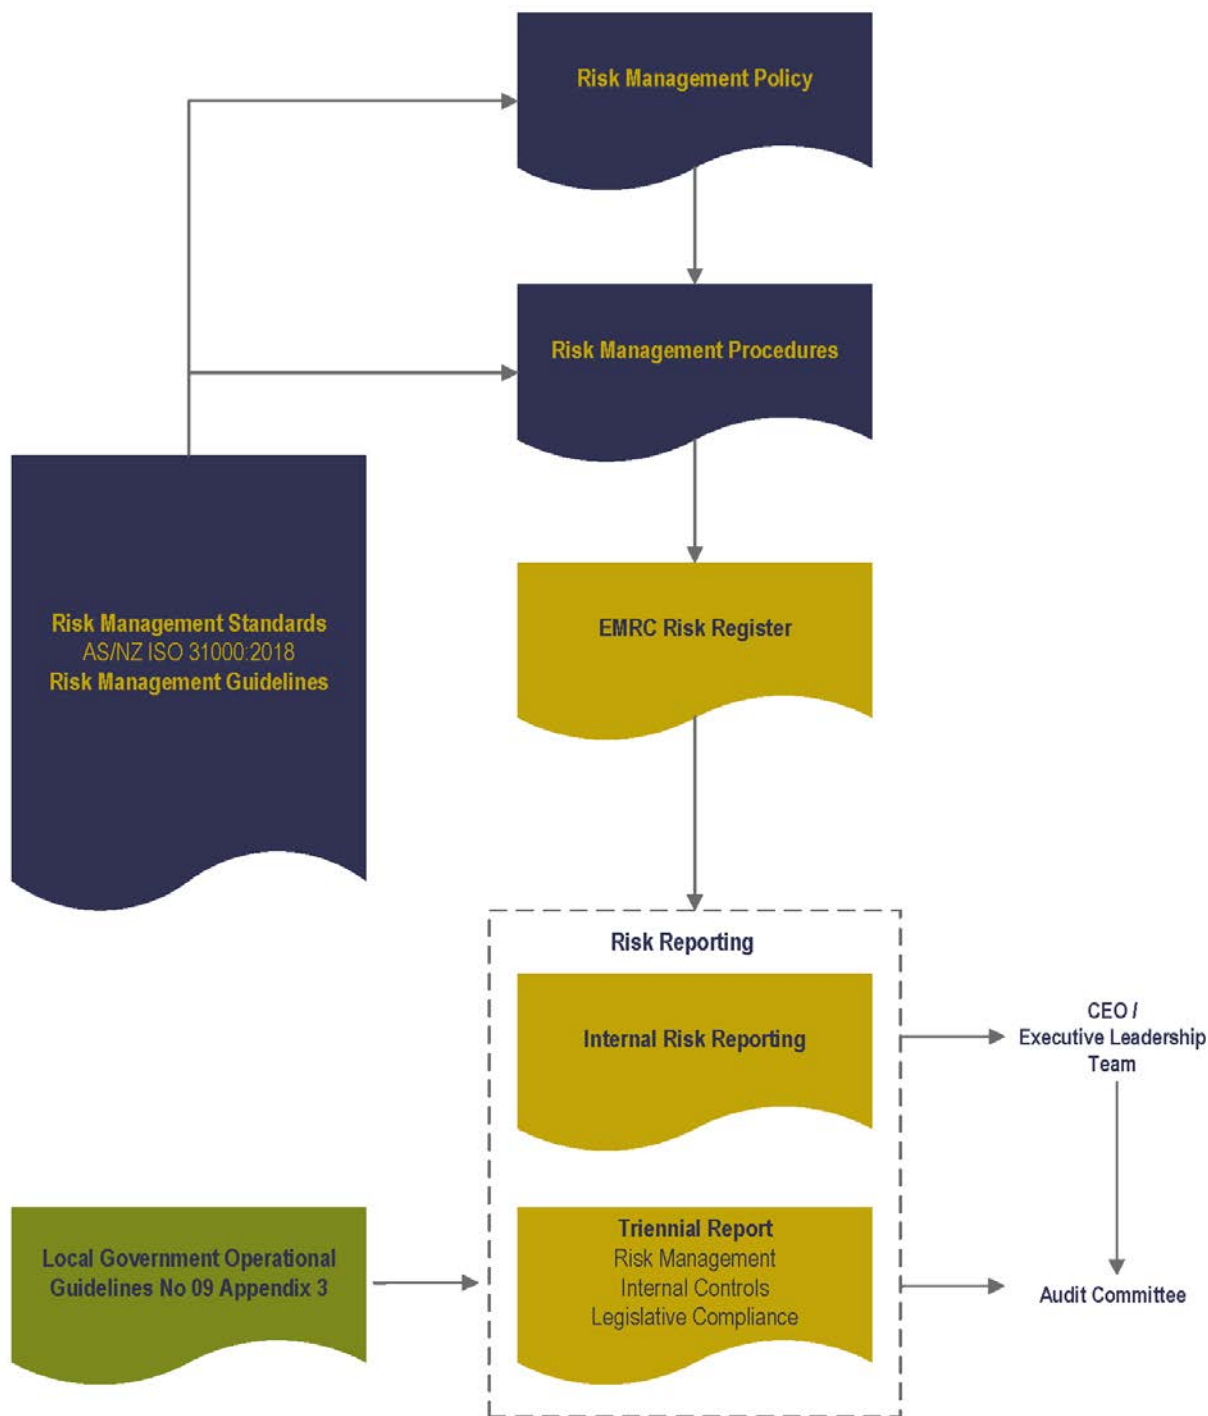 Risk Management Policy
Risk Management Procedures
Risk Management Standards
AS/NZ ISO 31000:2018
Risk Management Guidelines
EMRC Risk Register
Risk Reporting
Internal Risk Reporting
CEO /
Executive Leadership
Team
Local Government Operational
Guidelines No 09 Appendix 3
Triennial Report
Risk Management
Internal Controls
Legislative Compliance
Audit Committee